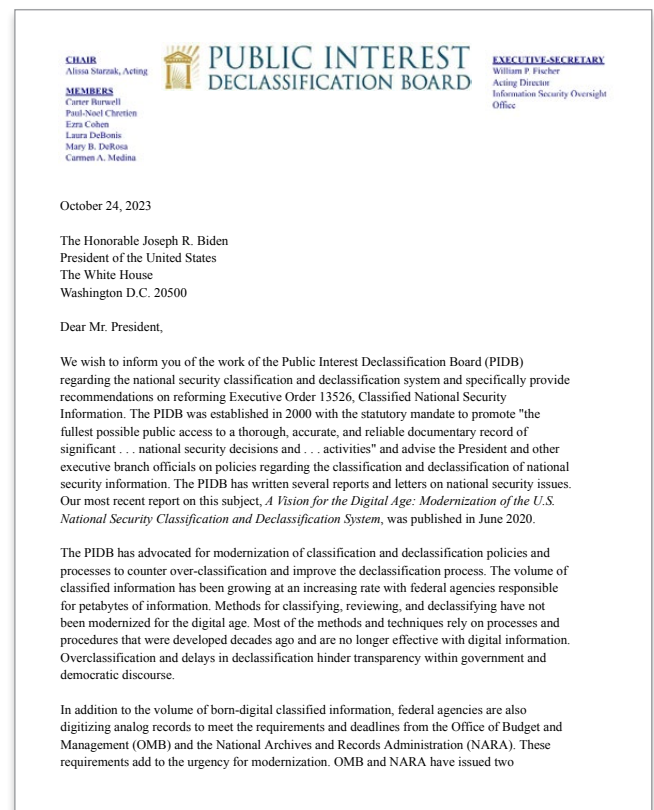 CHAIR
Alissa Starzak, Acting
MEMBERS
Carter Burwell
Paul-Noel Chretien
Ezra Cohen
Laura DeBonis
Mary B. DeRosa
Carmen A. Medina
PUBLIC INTEREST
DECLASSIFICATION BOARD
EXECUTIVE-SECRETARY
William P. Fischer
Acting Director
Information Security Oversight
Office
October 24, 2023
The Honorable Joseph R. Biden
President of the United States
The White House
Washington D.C. 20500
Dear Mr. President,
We wish to inform you of the work of the Public Interest Declassification Board (PIDB)
regarding the national security classification and declassification system and specifically provide
recommendations on reforming Executive Order 13526, Classified National Security
Information. The PIDB was established in 2000 with the statutory mandate to promote "the
fullest possible public access to a thorough, accurate, and reliable documentary record of
significant . . . national security decisions and . . . activities" and advise the President and other
executive branch officials on policies regarding the classification and declassification of national
security information. The PIDB has written several reports and letters on national security issues.
Our most recent report on this subject, A Vision for the Digital Age: Modernization of the U.S.
National Security Classification and Declassification System, was published in June 2020.
The PIDB has advocated for modernization of classification and declassification policies and
processes to counter over-classification and improve the declassification process. The volume of
classified information has been growing at an increasing rate with federal agencies responsible
for petabytes of information. Methods for classifying, reviewing, and declassifying have not
been modernized for the digital age. Most of the methods and techniques rely on processes and
procedures that were developed decades ago and are no longer effective with digital information.
Overclassification and delays in declassification hinder transparency within government and
democratic discourse.
In addition to the volume of born-digital classified information, federal agencies are also
digitizing analog records to meet the requirements and deadlines from the Office of Budget and
Management (OMB) and the National Archives and Records Administration (NARA). These
requirements add to the urgency for modernization. OMB and NARA have issued two